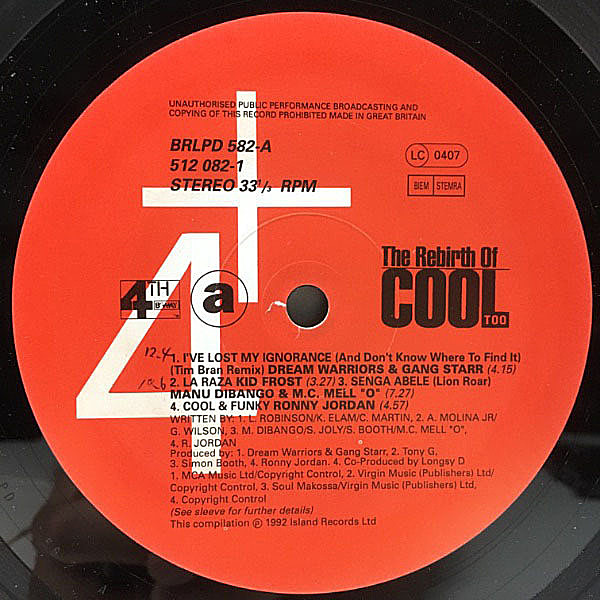 UNAUTHORISED PUBLIC PERFORMANCE BROADCASTING AND
COPYING OF THIS RECORD PROHIBITED MADE IN GREAT BRITAIN
BRLPD 582-A
512 082-1
STEREO 33 1/3 RPM
LC 0407
BIEM STEMRA
4
4TH
B'WAY
a
The Rebirth Of
COOL
TOO
12.4
10.6
1. I'VE LOST MY IGNORANCE (And Don't Know Where To Find It)
(Tim Bran Remix) DREAM WARRIORS & GANG STARR (4.15)
2. LA RAZA KID FROST (3.27) 3. SENGA ABELE (Lion Roar)
MANU DIBANGO & M.C. MELL "O" (7.27)
4. COOL & FUNKY RONNY JORDAN (4.57)
WRITTEN BY: 1. L. ROBINSON/K. ELAM/C. MARTIN, 2. A. MOLINA JR/
G. WILSON, 3. M. DIBANGO/S. JOLY/S. BOOTH/M.C. MELL "O",
4. R. JORDAN
Produced by: 1. Dream Warriors & Gang Starr, 2. Tony G,
3. Simon Booth, 4. Ronny Jordan. 4. Co-Produced by Longsy D
1. MCA Music Ltd/Copyright Control, 2. Virgin Music (Publishers) Ltd/
Copyright Control, 3. Soul Makossa/Virgin Music (Publishers) Ltd,
4. Copyright Control
(See sleeve for further details)
This compilation ℗ 1992 Island Records Ltd